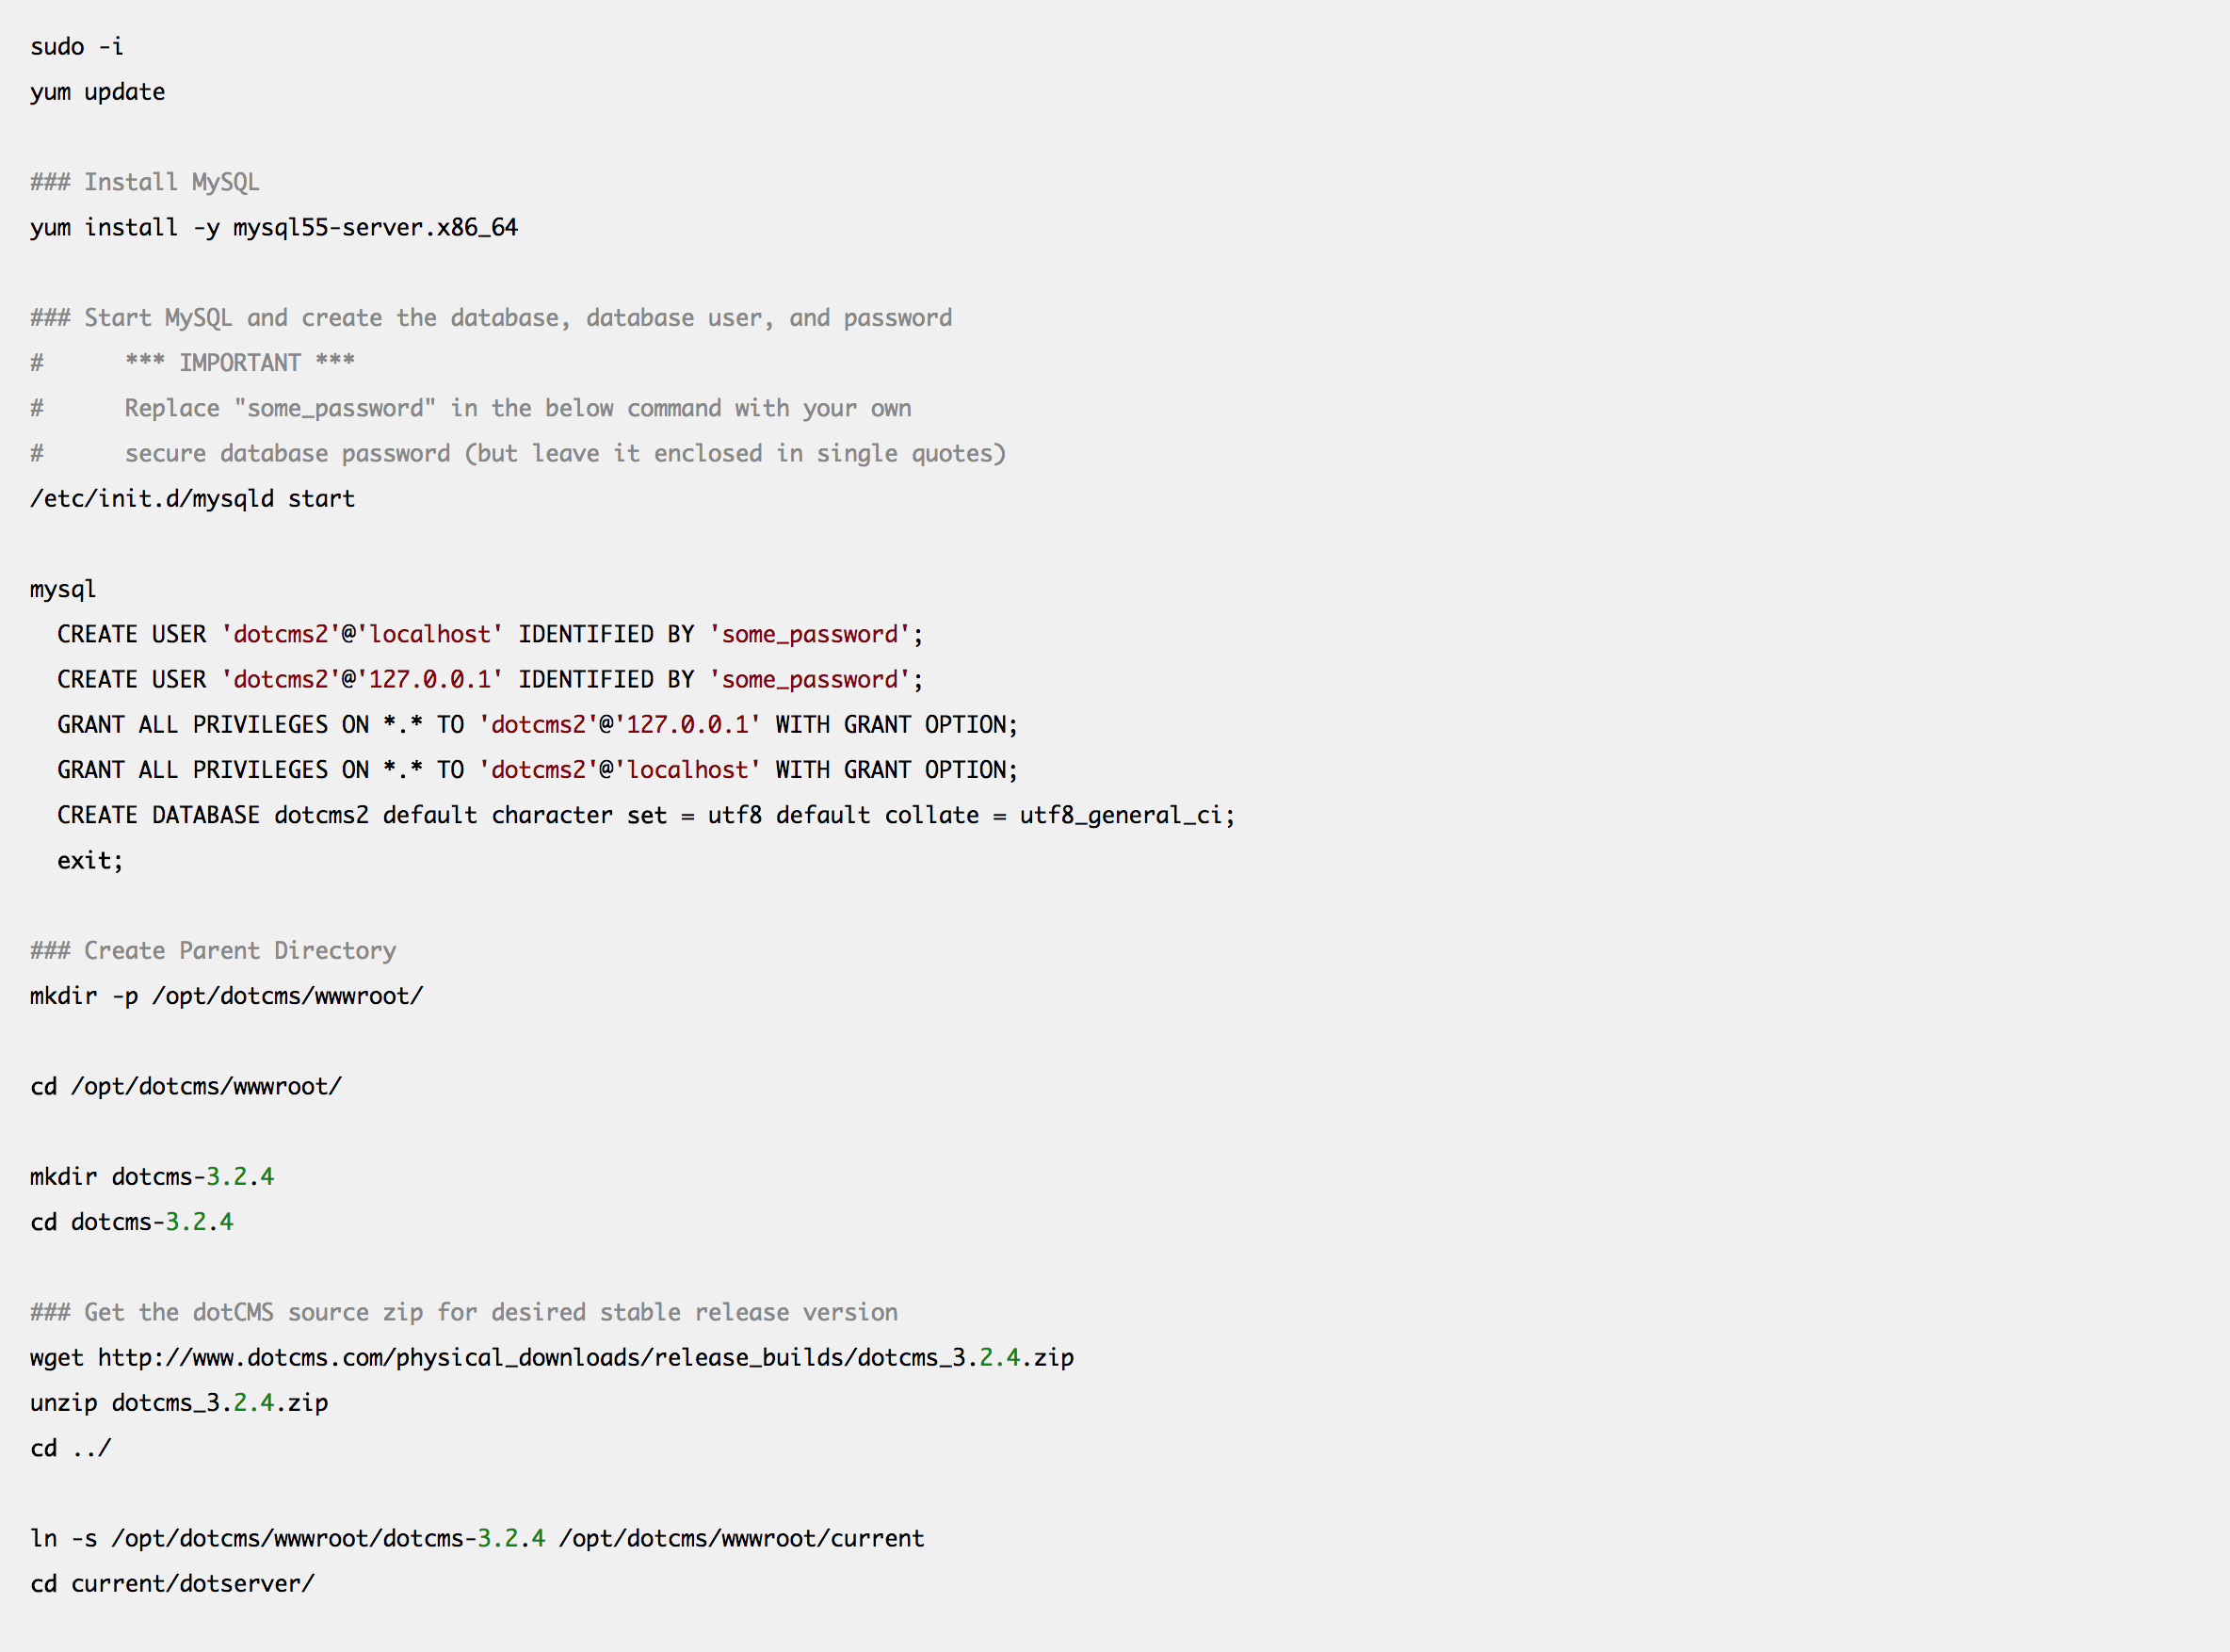 sudo -i
yum update
### Install MySQL
yum install -y mysql55-server.x86_64
### Start MySQL and create the database, database user, and password
#      *** IMPORTANT ***
#      Replace "some_password" in the below command with your own
#      secure database password (but leave it enclosed in single quotes)
/etc/init.d/mysqld start
mysql
  CREATE USER 'dotcms2'@'localhost' IDENTIFIED BY 'some_password';
  CREATE USER 'dotcms2'@'127.0.0.1' IDENTIFIED BY 'some_password';
  GRANT ALL PRIVILEGES ON *.* TO 'dotcms2'@'127.0.0.1' WITH GRANT OPTION;
  GRANT ALL PRIVILEGES ON *.* TO 'dotcms2'@'localhost' WITH GRANT OPTION;
  CREATE DATABASE dotcms2 default character set = utf8 default collate = utf8_general_ci;
  exit;
### Create Parent Directory
mkdir -p /opt/dotcms/wwwroot/
cd /opt/dotcms/wwwroot/
mkdir dotcms-3.2.4
cd dotcms-3.2.4
### Get the dotCMS source zip for desired stable release version
wget http://www.dotcms.com/physical_downloads/release_builds/dotcms_3.2.4.zip
unzip dotcms_3.2.4.zip
cd ../
ln -s /opt/dotcms/wwwroot/dotcms-3.2.4 /opt/dotcms/wwwroot/current
cd current/dotserver/